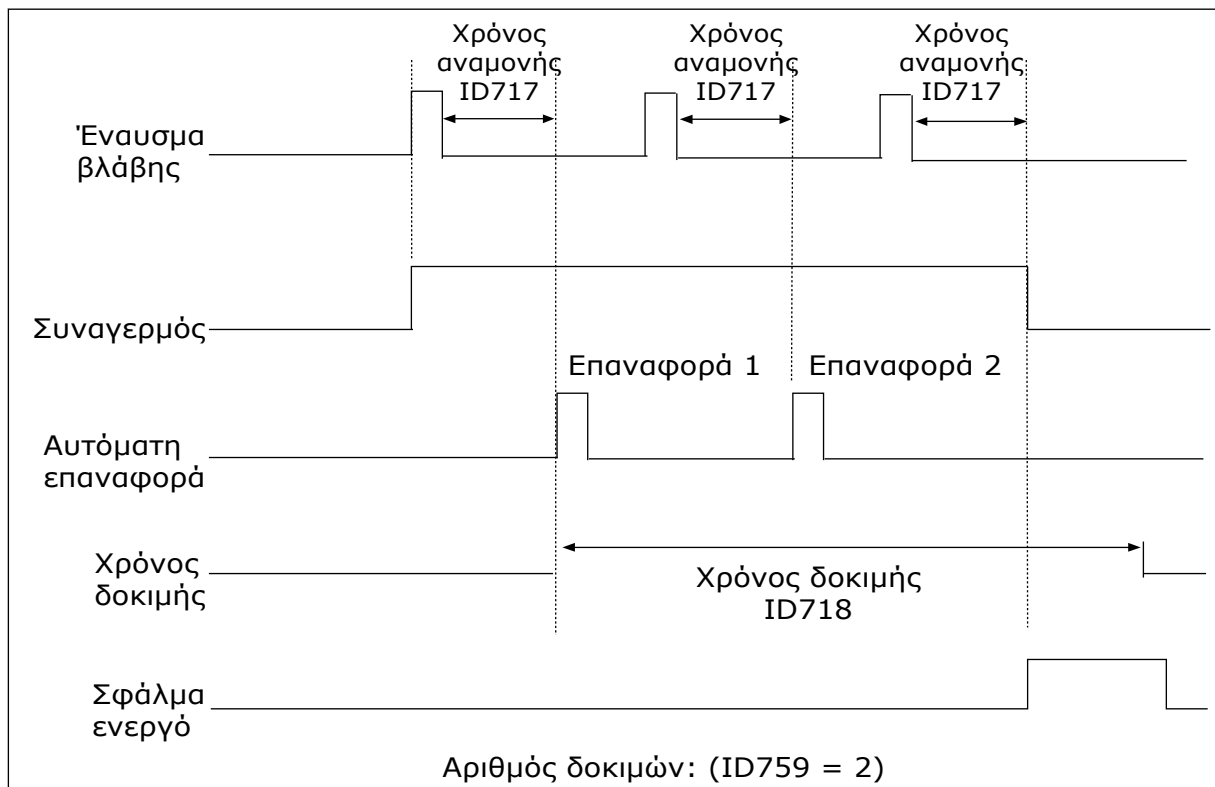 Χρόνος
αναμονής
ID717
Χρόνος
αναμονής
ID717
Χρόνος
αναμονής
ID717
Έναυσμα
βλάβης
Συναγερμός
Επαναφορά 1
Επαναφορά 2
Αυτόματη
επαναφορά
Χρόνος
δοκιμής
Χρόνος δοκιμής
ID718
Σφάλμα
ενεργό
Αριθμός δοκιμών: (ID759 = 2)